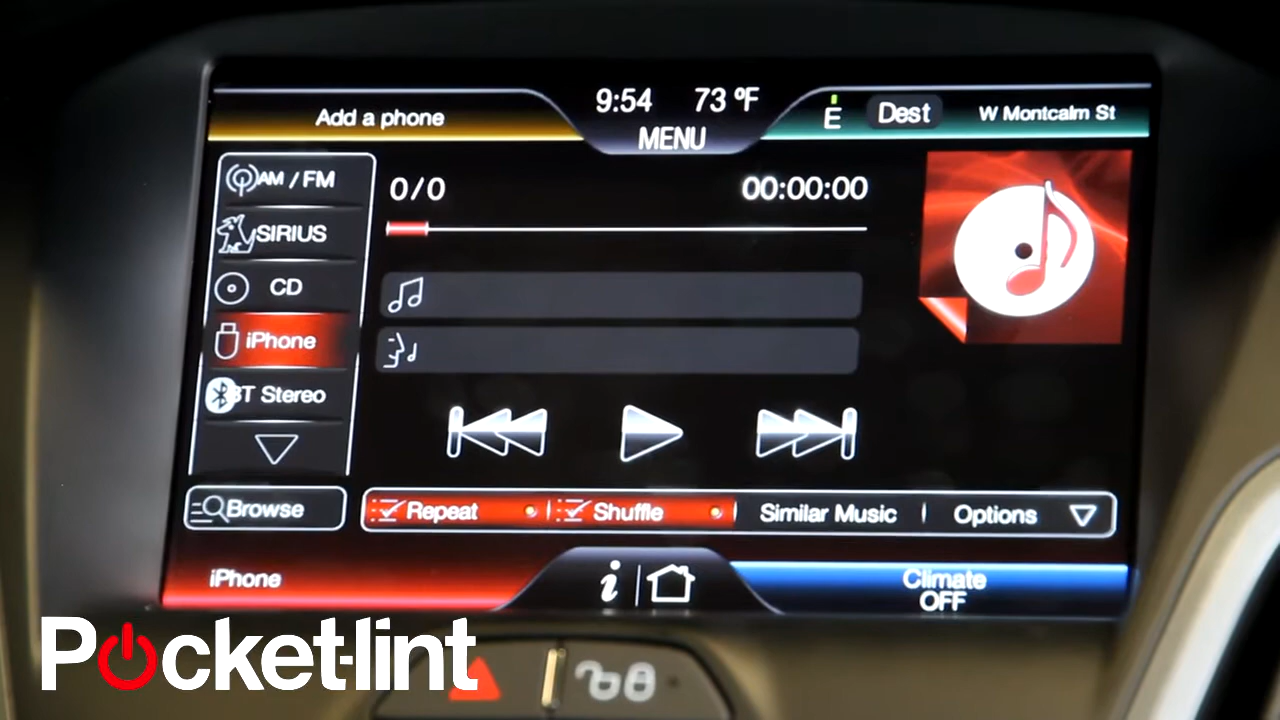 9:54 73 °F
Add a phone
MENU
E Dest W Montcalm St
AM / FM
0/0 00:00:00
SIRIUS
CD
iPhone
BT Stereo
Browse
Repeat Shuffle Similar Music Options
iPhone
i
Climate
OFF
Pocket-lint